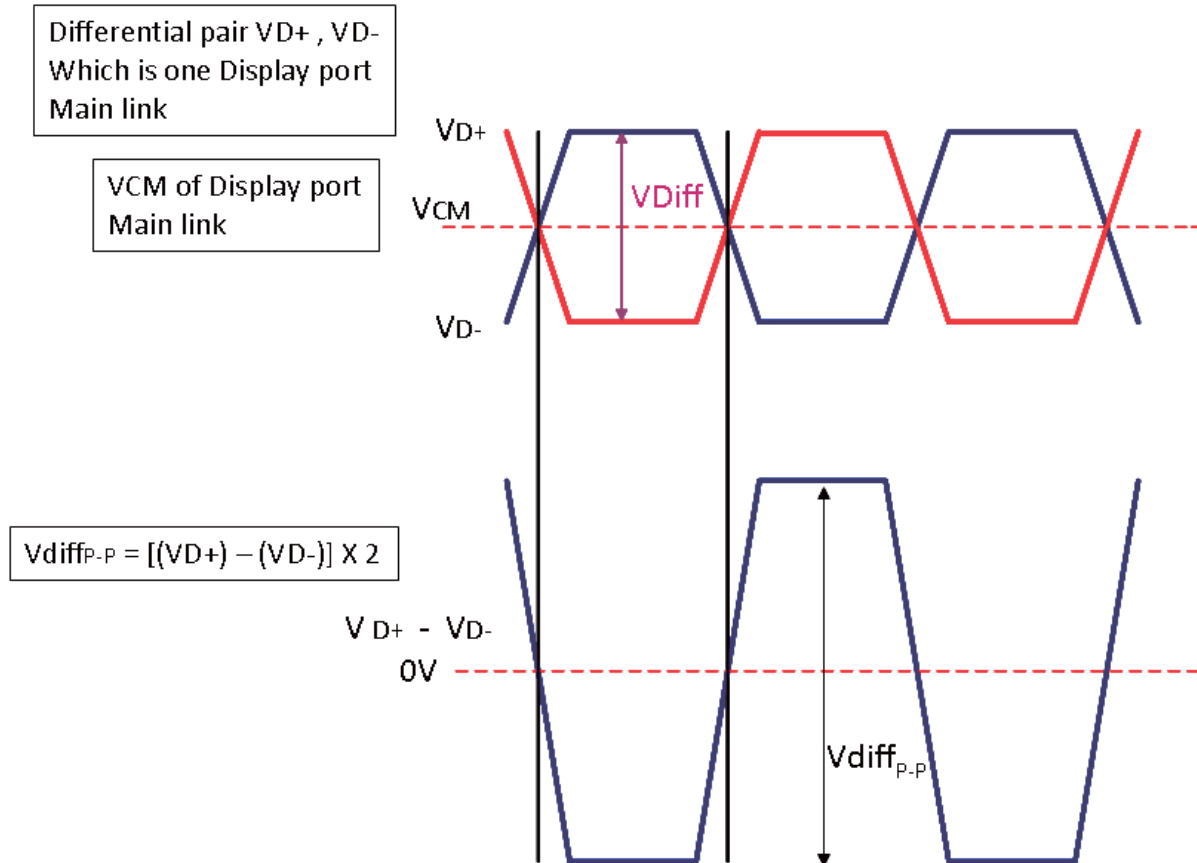 Differential pair VD+ , VD-
Which is one Display port
Main link
VCM of Display port
Main link
VD+
VDiff
VCM
VD-
VdiffP-P = [(VD+) – (VD-)] X 2
V D+ - VD-
0V
VdiffP-P